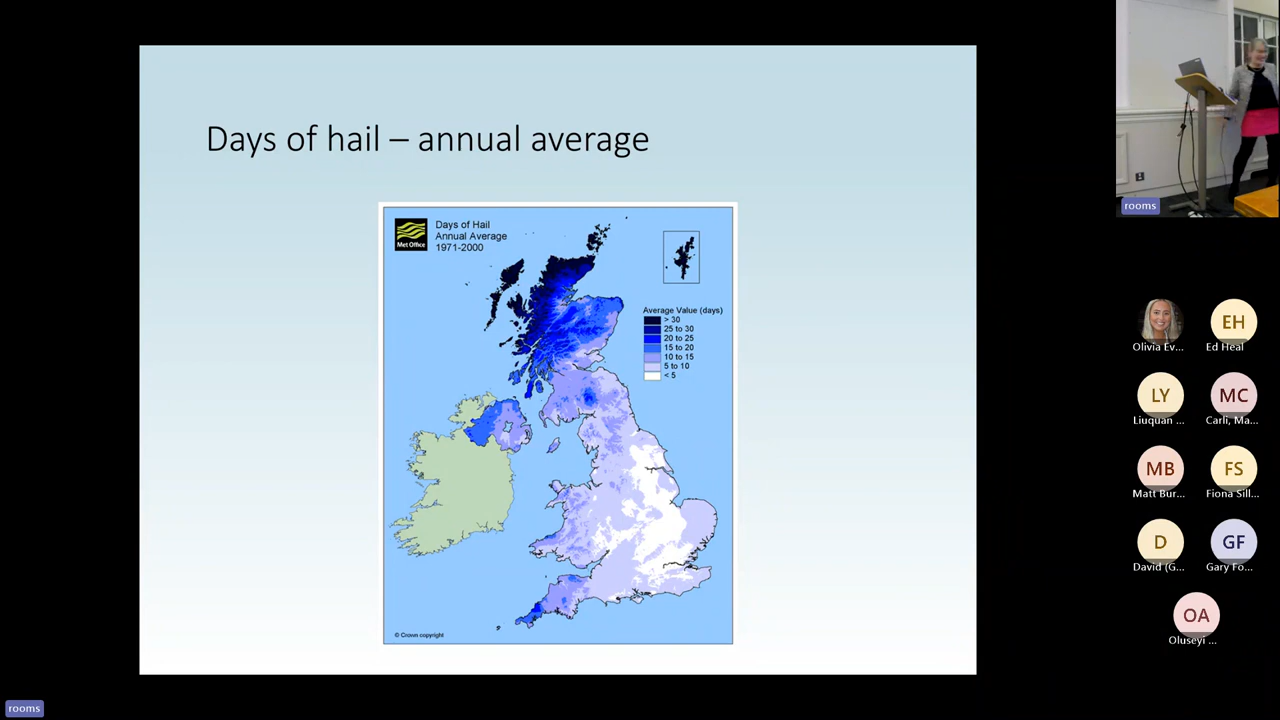 Days of hail – annual average
Met Office
Days of Hail
Annual Average
1971-2000
Average Value (days)
> 30
25 to 30
20 to 25
15 to 20
10 to 15
5 to 10
< 5
© Crown copyright
rooms
EH
Olivia Ev...
Ed Heal
LY
MC
Liuquan ...
Carli, Ma...
MB
FS
Matt Bur...
Fiona Sill...
D
GF
David (G...
Gary Fo...
OA
Oluseyi ...
rooms